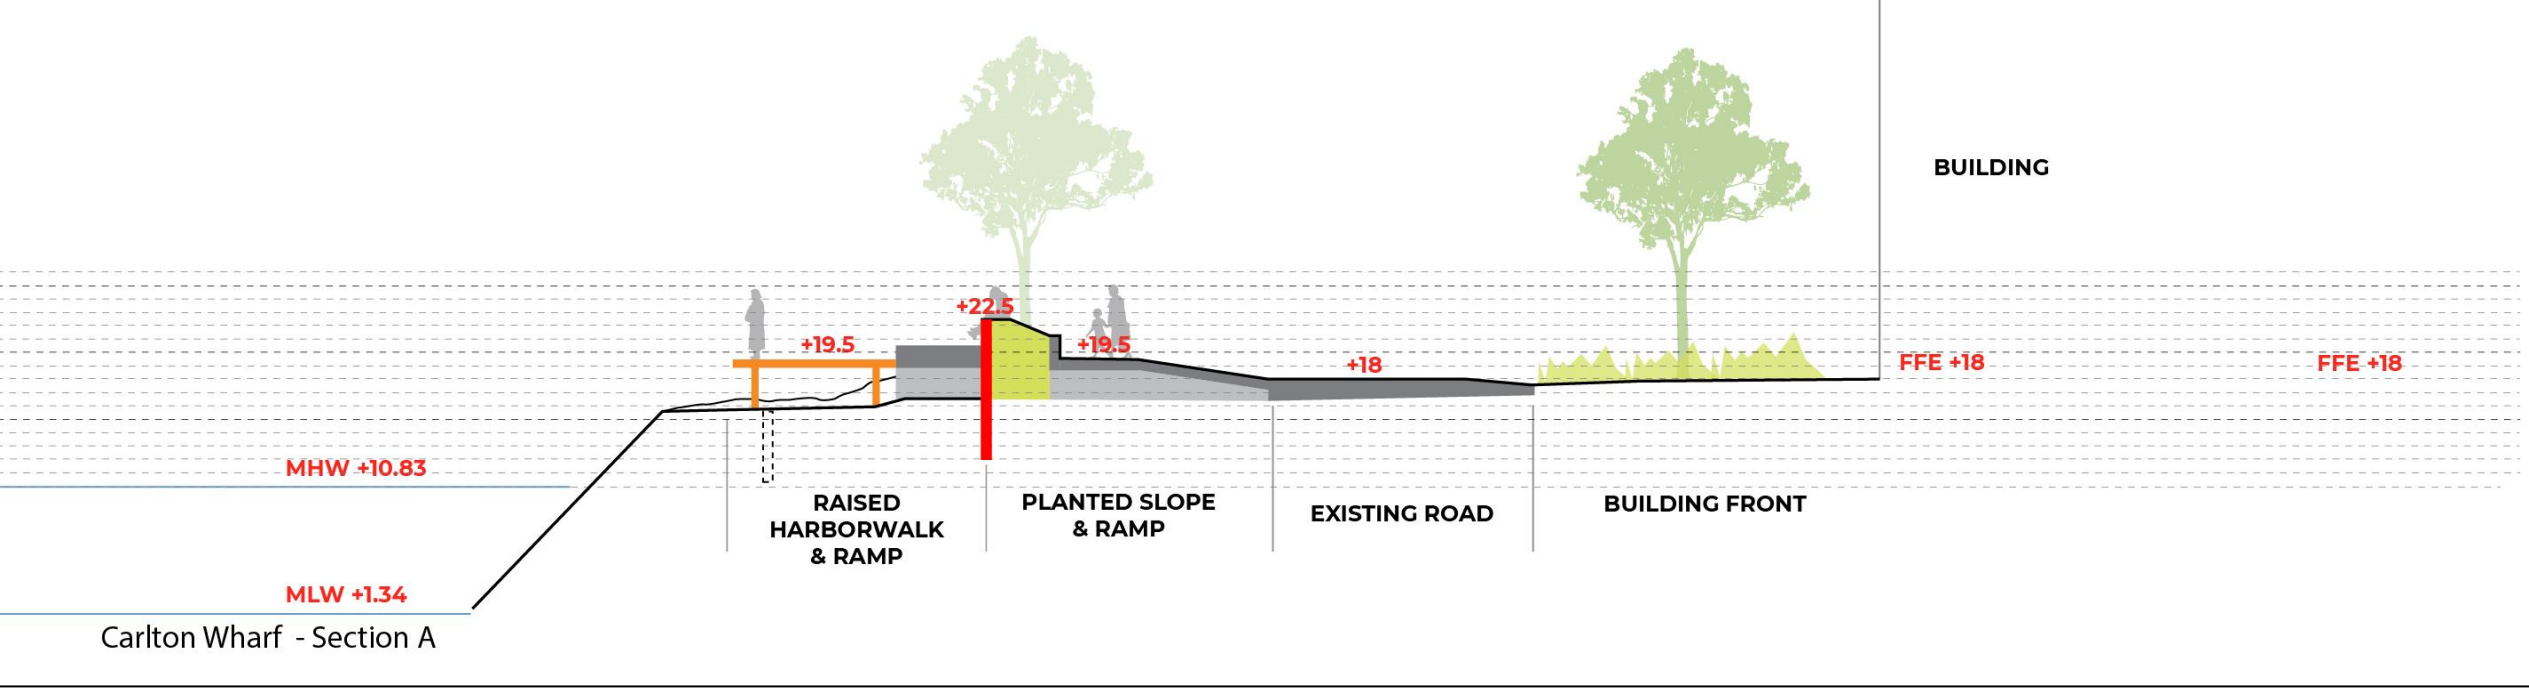 BUILDING
+22.5
+19.5
+19.5
+18
FFE +18
FFE +18
MHW +10.83
RAISED
HARBORWALK
& RAMP
PLANTED SLOPE
& RAMP
EXISTING ROAD
BUILDING FRONT
MLW +1.34
Carlton Wharf - Section A